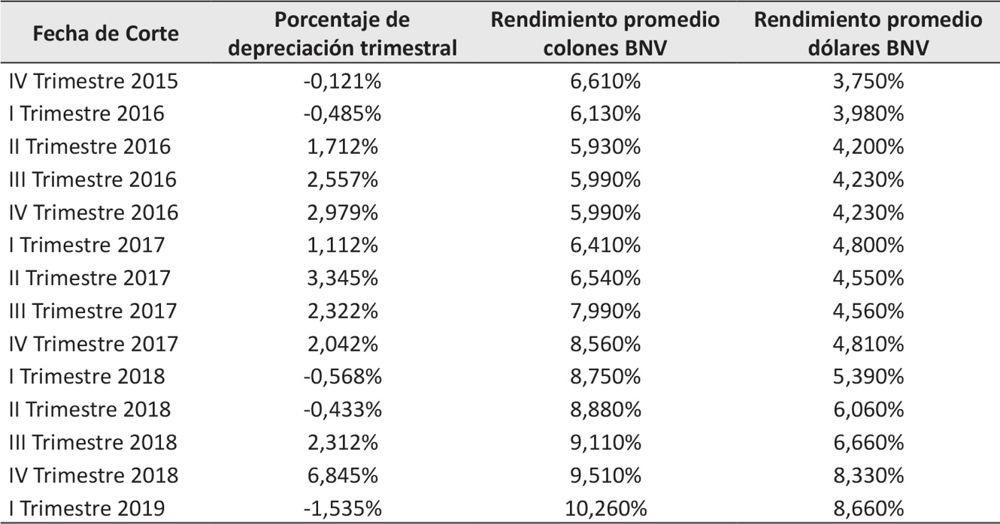 Fecha de Corte Porcentaje de depreciación trimestral Rendimiento promedio colones BNV Rendimiento promedio dólares BNV
IV Trimestre 2015 -0,121% 6,610% 3,750%
I Trimestre 2016 -0,485% 6,130% 3,980%
II Trimestre 2016 1,712% 5,930% 4,200%
III Trimestre 2016 2,557% 5,990% 4,230%
IV Trimestre 2016 2,979% 5,990% 4,230%
I Trimestre 2017 1,112% 6,410% 4,800%
II Trimestre 2017 3,345% 6,540% 4,550%
III Trimestre 2017 2,322% 7,990% 4,560%
IV Trimestre 2017 2,042% 8,560% 4,810%
I Trimestre 2018 -0,568% 8,750% 5,390%
II Trimestre 2018 -0,433% 8,880% 6,060%
III Trimestre 2018 2,312% 9,110% 6,660%
IV Trimestre 2018 6,845% 9,510% 8,330%
I Trimestre 2019 -1,535% 10,260% 8,660%